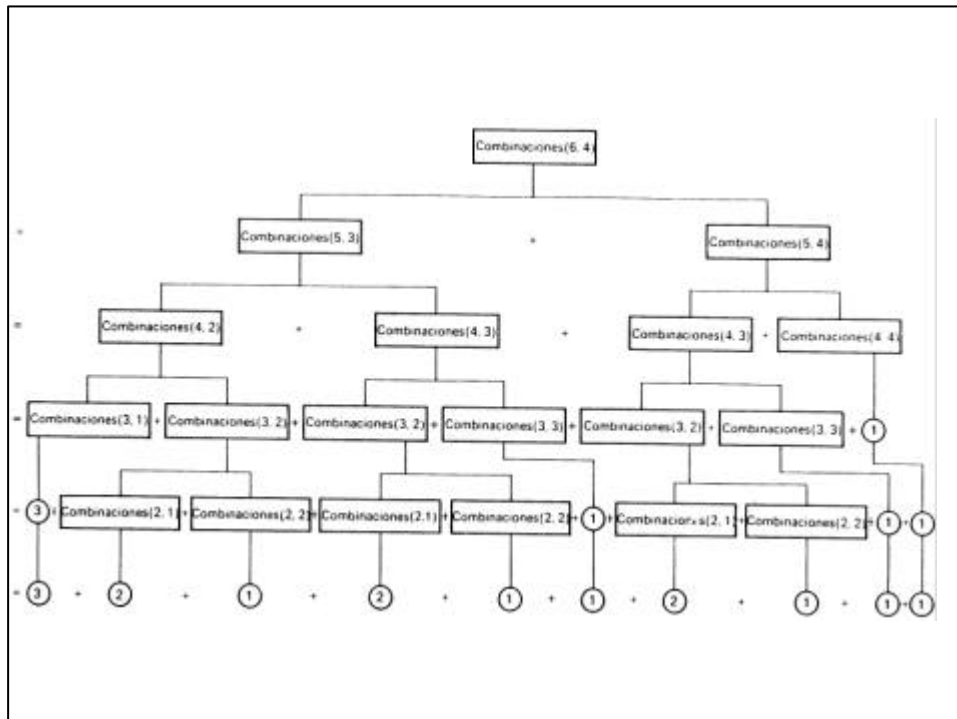 Combinaciones(6, 4)
Combinaciones(5, 3) + Combinaciones(5, 4)
= Combinaciones(4, 2) + Combinaciones(4, 3) + Combinaciones(4, 3) + Combinaciones(4 4)
= Combinaciones(3, 1) + Combinaciones(3, 2) + Combinaciones(3, 2) + Combinaciones(3, 3) + Combinaciones(3, 2) + Combinaciones(3, 3) + 1
= 3 + Combinaciones(2, 1) + Combinaciones(2, 2) + Combinaciones(2,1) + Combinaciones(2, 2) + 1 + Combinaciones(2, 1) + Combinaciones(2, 2) + 1 + 1
= 3 + 2 + 1 + 2 + 1 + 1 + 2 + 1 + 1 + 1